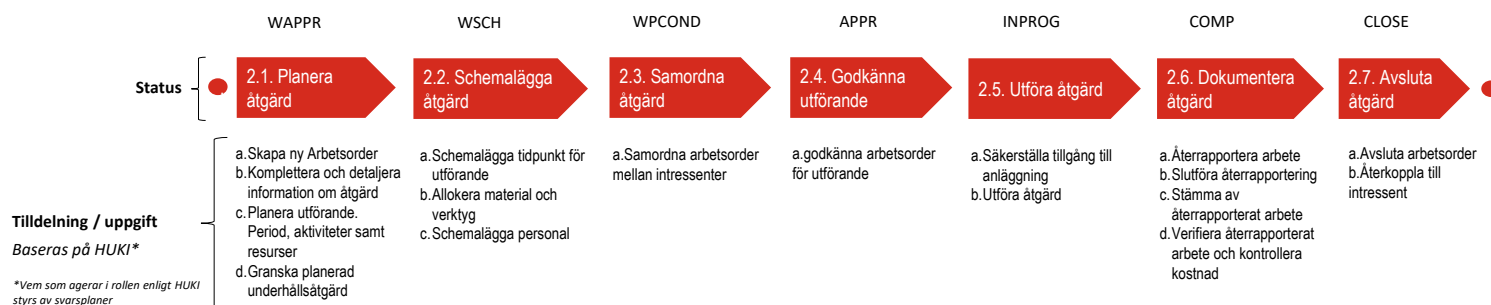 WAPPR
WSCH
WPCOND
APPR
INPROG
COMP
CLOSE
Status
2.1. Planera
åtgärd
2.2. Schemalägga
åtgärd
2.3. Samordna
åtgärd
2.4. Godkänna
utförande
2.5. Utföra åtgärd
2.6. Dokumentera
åtgärd
2.7. Avsluta
åtgärd
Tilldelning / uppgift
Baseras på HUKI*
*Vem som agerar i rollen enligt HUKI
styrs av svarsplaner
a.Skapa ny Arbetsorder
b.Komplettera och detaljera
information om åtgärd
c.Planera utförande.
Period, aktiviteter samt
resurser
d.Granska planerad
underhållsåtgärd
a.Schemalägga tidpunkt för
utförande
b.Allokera material och
verktyg
c.Schemalägga personal
a.Samordna arbetsorder
mellan intressenter
a.godkänna arbetsorder
för utförande
a.Säkerställa tillgång till
anläggning
b.Utföra åtgärd
a.Återrapportera arbete
b.Slutföra återrapportering
c.Stämma av
återrapporterat arbete
d.Verifiera återrapporterat
arbete och kontrollera
kostnad
a.Avsluta arbetsorder
b.Återkoppla till
intressent